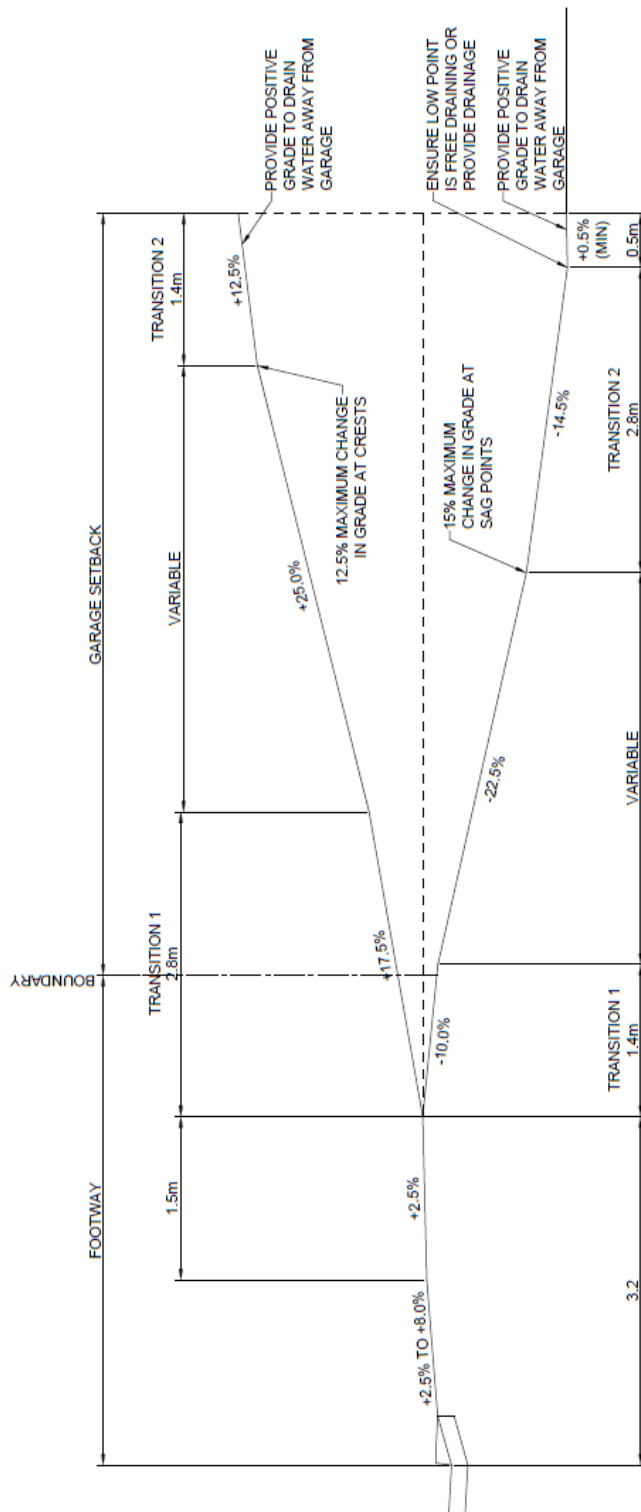 FOOTWAY
BOUNDARY
GARAGE SETBACK
1.5m
TRANSITION 1
2.8m
VARIABLE
TRANSITION 2
1.4m
PROVIDE POSITIVE
GRADE TO DRAIN
WATER AWAY FROM
GARAGE
+2.5% TO +8.0%
+2.5%
+17.5%
+25.0%
+12.5%
12.5% MAXIMUM CHANGE
IN GRADE AT CRESTS
-10.0%
-22.5%
-14.5%
15% MAXIMUM
CHANGE IN GRADE AT
SAG POINTS
ENSURE LOW POINT
IS FREE DRAINING OR
PROVIDE DRAINAGE
PROVIDE POSITIVE
GRADE TO DRAIN
WATER AWAY FROM
GARAGE
+0.5%
(MIN)
3.2
TRANSITION 1
1.4m
VARIABLE
TRANSITION 2
2.8m
0.5m